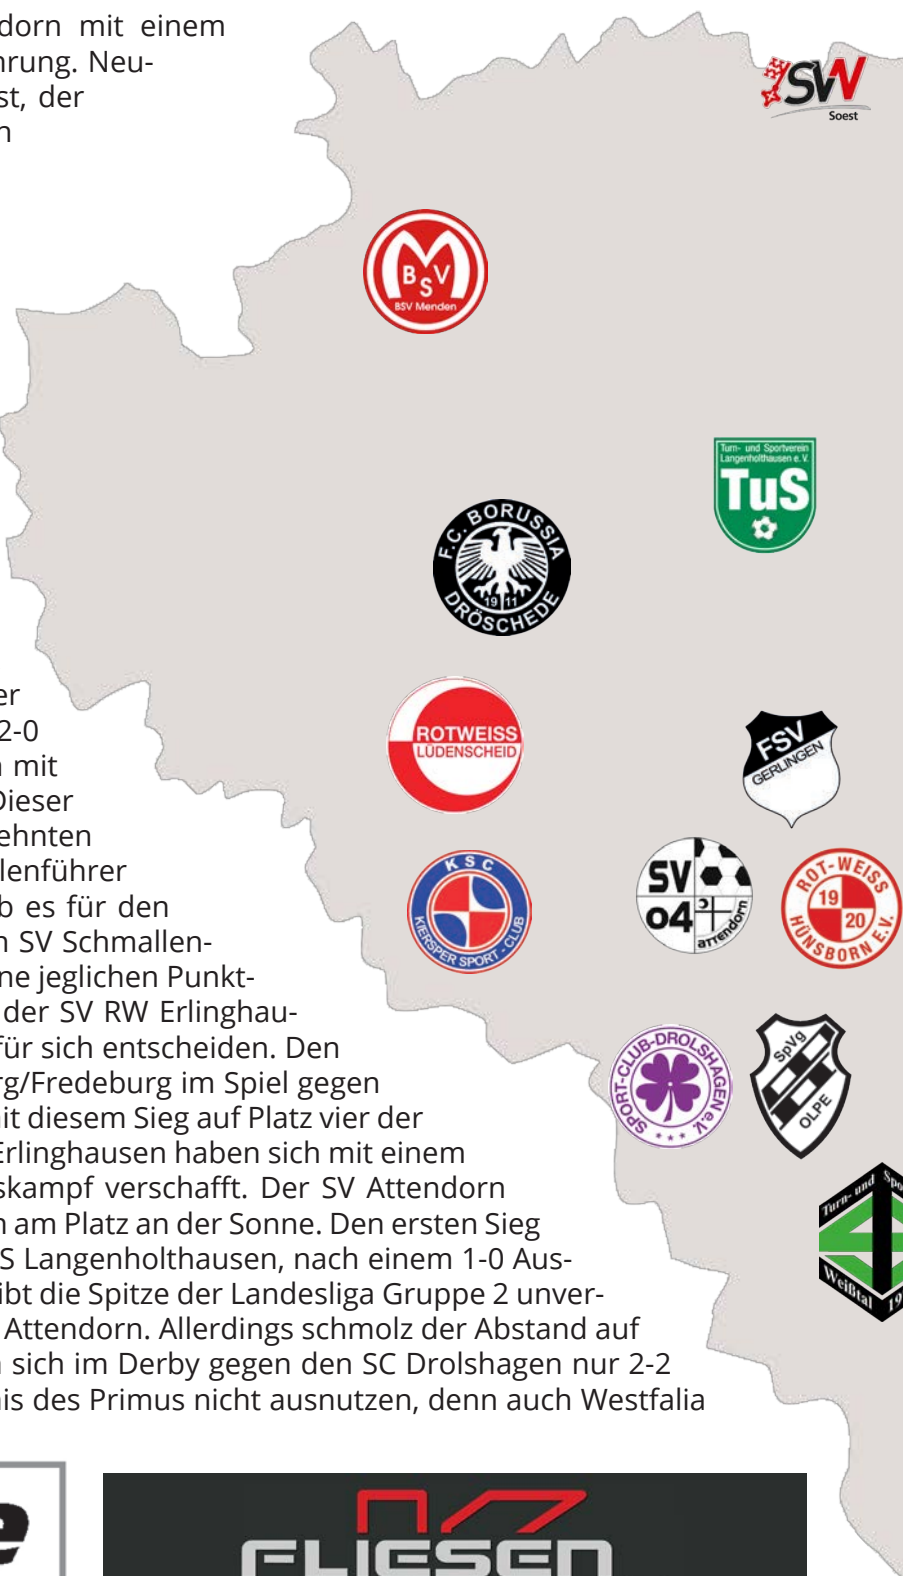 dorn mit einem
hrung. Neu-
st, der
n
SVW
Soest
M
BSV
BSV Menden
Turn- und Sportverein
Langenholthausen e. V.
TuS
F.C. BORUSSIA
19 11
DRÖSCHEDE
er
2-0
n mit
Dieser
ehnten
llenführer
b es für den
n SV Schmallen-
ne jeglichen Punkt-
der SV RW Erlinghau-
für sich entscheiden. Den
rg/Fredeburg im Spiel gegen
nit diesem Sieg auf Platz vier der
Erlinghausen haben sich mit einem
skampf verschafft. Der SV Attendorn
n am Platz an der Sonne. Den ersten Sieg
S Langenholthausen, nach einem 1-0 Aus-
ibt die Spitze der Landesliga Gruppe 2 unver-
Attendorn. Allerdings schmolz der Abstand auf
n sich im Derby gegen den SC Drolshagen nur 2-2
nis des Primus nicht ausnutzen, denn auch Westfalia
ROTWEISS
LÜDENSCHEID
FSV
GERLINGEN
KSC
KIERSPER SPORT-CLUB
SV
04
attendorn
ROT-WEISS
19
20
HÜNSBORN E.V.
SPORT-CLUB-DROLSHAGEN e.V.
SpVg
OLPE
Turn- und Spo
Weißtal 19
e
FLIESEN